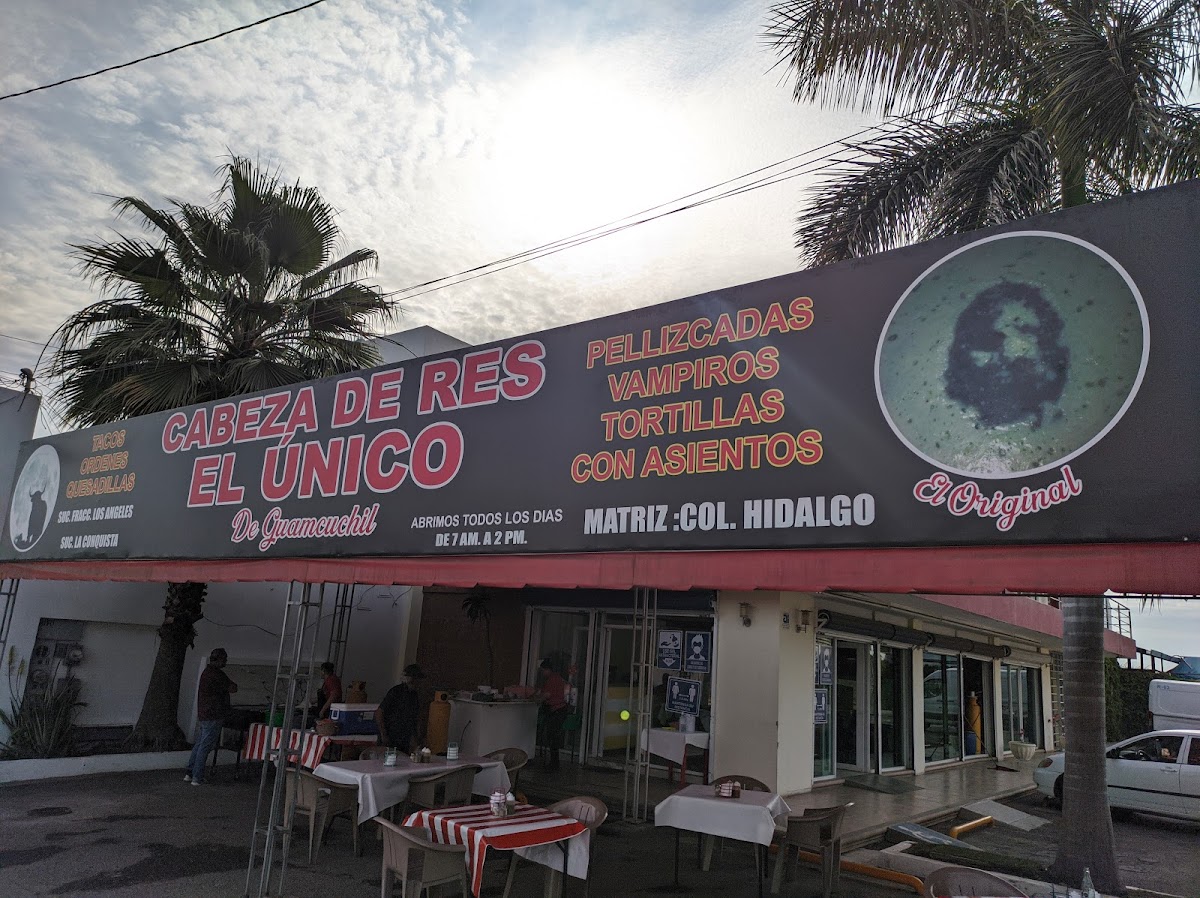 TACOS
ORDENES
QUESADILLAS
SUC. FRACC. LOS ANGELES
SUC. LA CONQUISTA
CABEZA DE RES
EL ÚNICO
De Guamcuchil
ABRIMOS TODOS LOS DIAS
DE 7 AM. A 2 PM.
PELLIZCADAS
VAMPIROS
TORTILLAS
CON ASIENTOS
MATRIZ :COL. HIDALGO
El Original